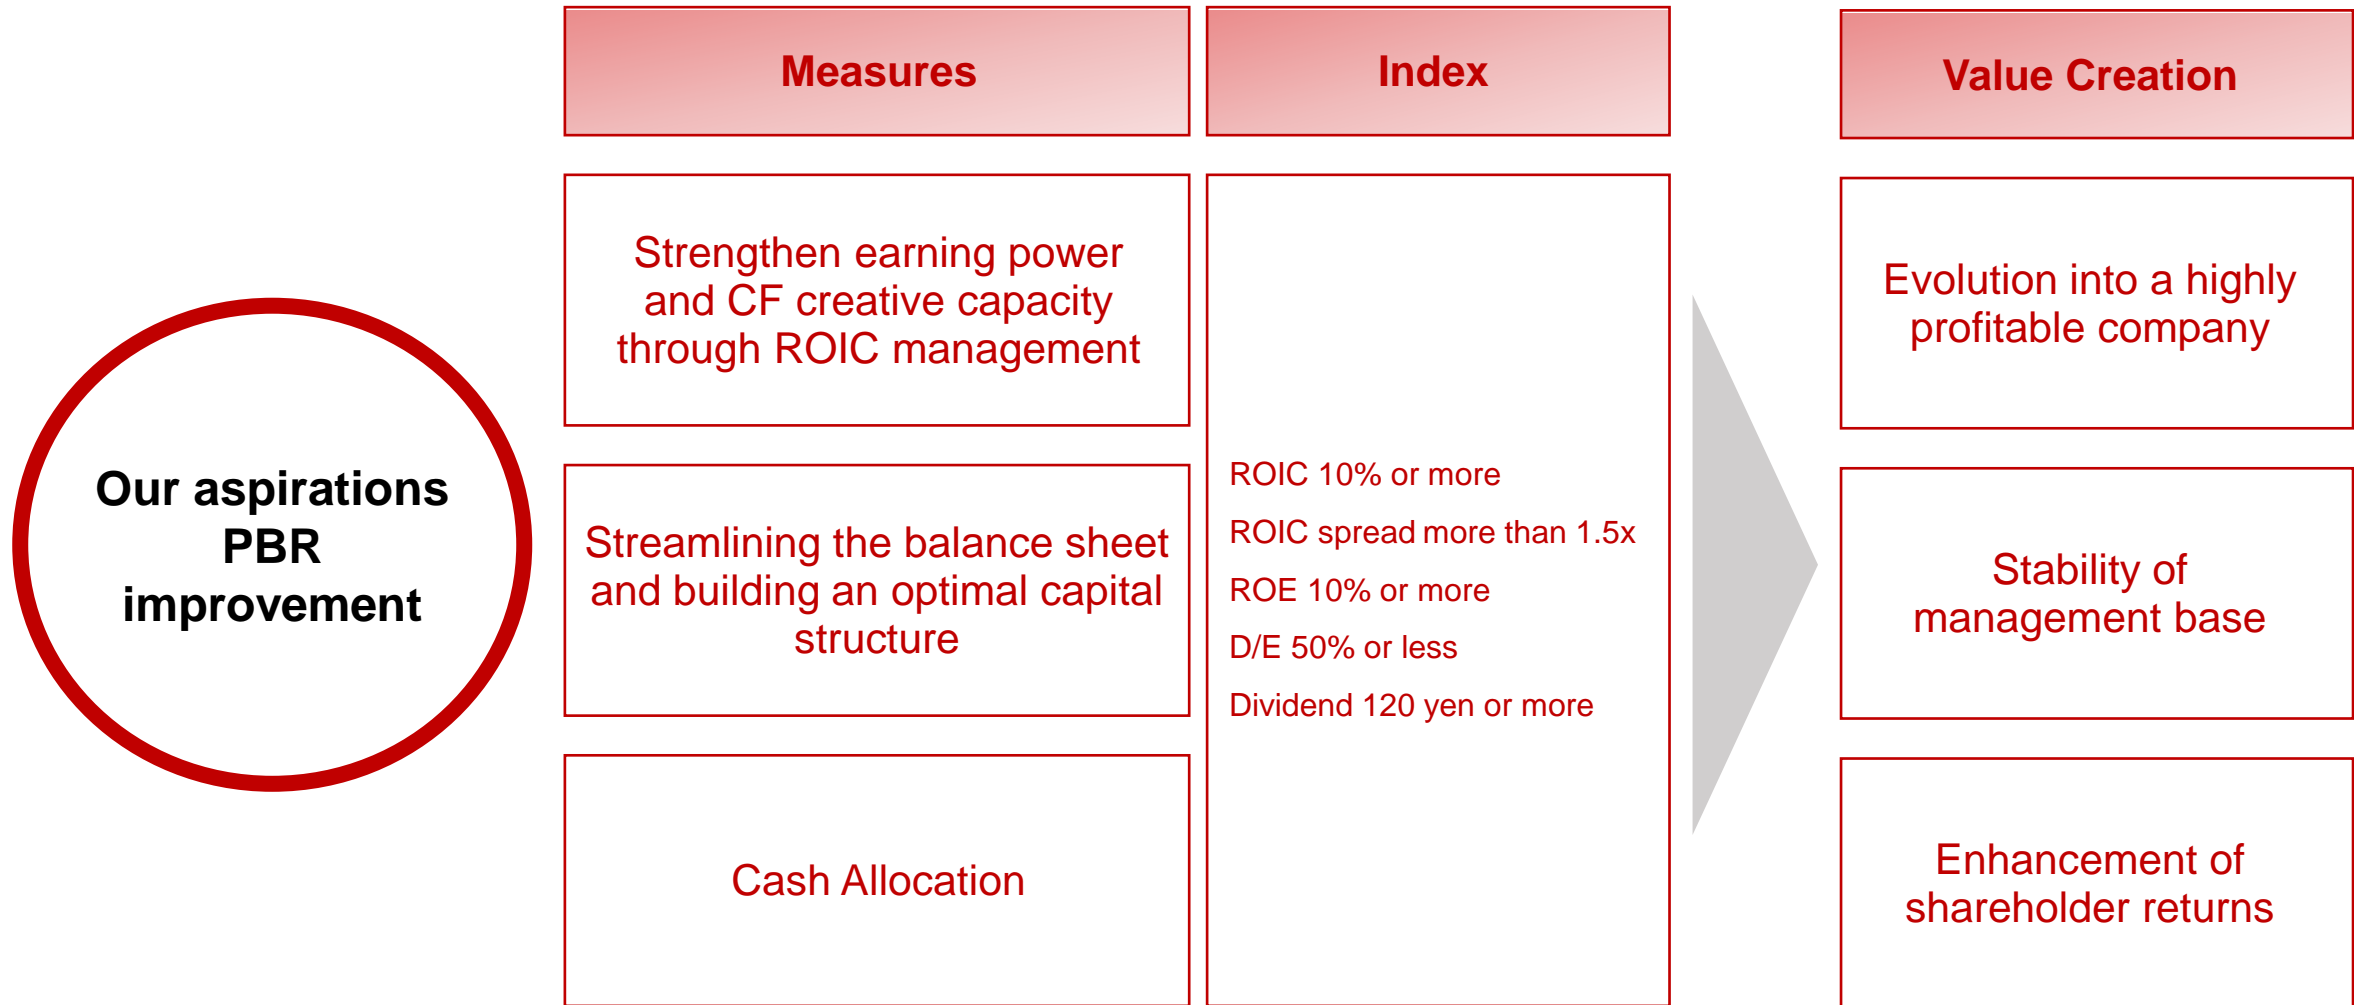 Our aspirations
PBR
improvement
Measures
Strengthen earning power
and CF creative capacity
through ROIC management
Streamlining the balance sheet
and building an optimal capital
structure
Cash Allocation
Index
ROIC 10% or more
ROIC spread more than 1.5x
ROE 10% or more
D/E 50% or less
Dividend 120 yen or more
Value Creation
Evolution into a highly
profitable company
Stability of
management base
Enhancement of
shareholder returns